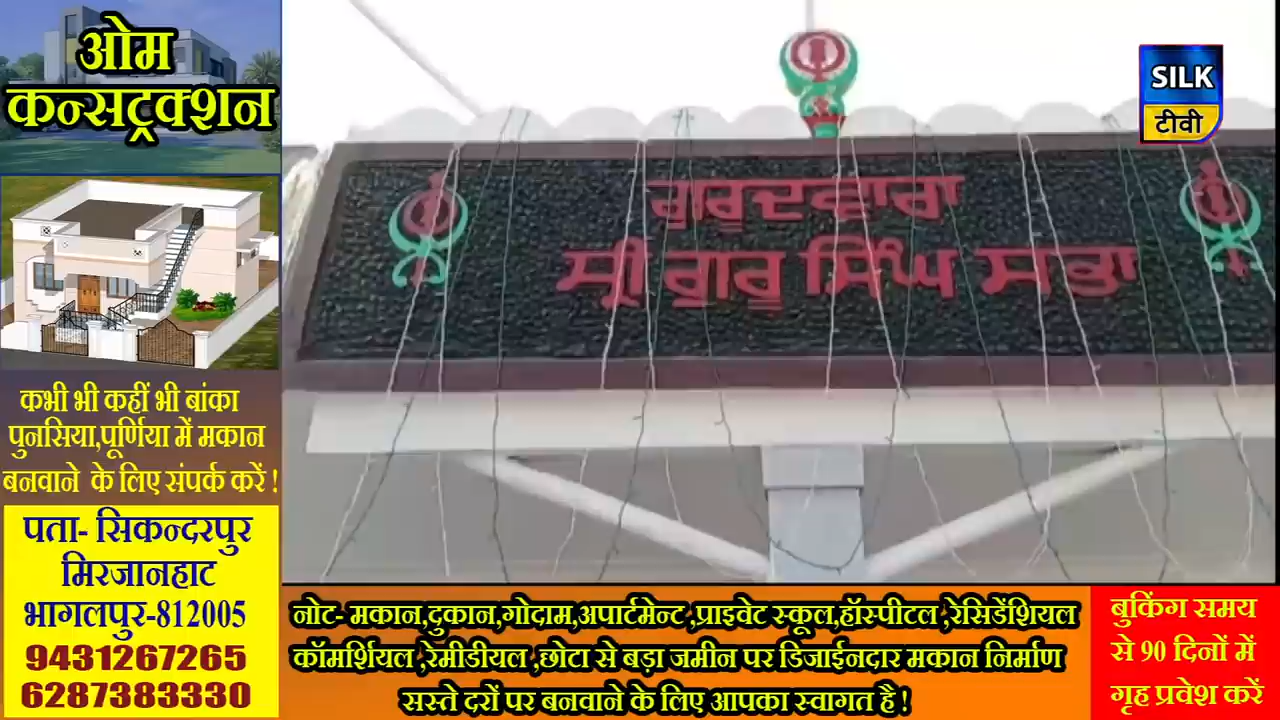 ओम
कन्सट्रक्शन
कभी भी कहीं भी बांका
पुनसिया,पूर्णिया में मकान
बनवाने के लिए संपर्क करें !
पता- सिकन्दरपुर
मिरजानहाट
भागलपुर-812005
9431267265
6287383330
SILK
टीवी
ਗੁਰਦਵਾਰਾ
ਸ੍ਰੀ ਗੁਰੂ ਸਿੰਘ ਸਭਾ
नोट- मकान,दुकान,गोदाम,अपार्टमेन्ट ,प्राइवेट स्कूल,हॉस्पीटल ,रेसिडेंशियल
कॉमर्शियल ,रेमीडीयल ,छोटा से बड़ा जमीन पर डिजाईनदार मकान निर्माण
सस्ते दरों पर बनवाने के लिए आपका स्वागत है !
बुकिंग समय
से 90 दिनों में
गृह प्रवेश करें